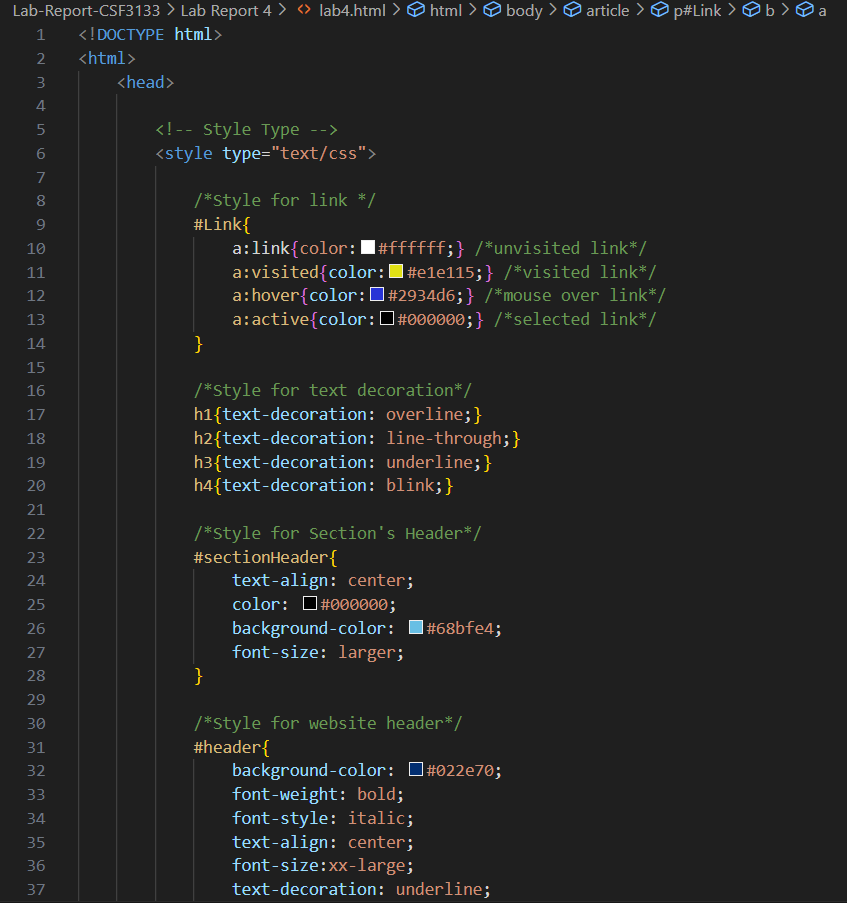 Lab-Report-CSF3133 > Lab Report 4 > <> lab4.html > html > body > article > p#Link > b > a
1 <!DOCTYPE html>
2 <html>
3 <head>
4
5 <!-- Style Type -->
6 <style type="text/css">
7
8 /*Style for link */
9 #Link{
10 a:link{color:#ffffff;} /*unvisited link*/
11 a:visited{color:#e1e115;} /*visited link*/
12 a:hover{color:#2934d6;} /*mouse over link*/
13 a:active{color:#000000;} /*selected link*/
14 }
15
16 /*Style for text decoration*/
17 h1{text-decoration: overline;}
18 h2{text-decoration: line-through;}
19 h3{text-decoration: underline;}
20 h4{text-decoration: blink;}
21
22 /*Style for Section's Header*/
23 #sectionHeader{
24 text-align: center;
25 color: #000000;
26 background-color: #68bfe4;
27 font-size: larger;
28 }
29
30 /*Style for website header*/
31 #header{
32 background-color: #022e70;
33 font-weight: bold;
34 font-style: italic;
35 text-align: center;
36 font-size:xx-large;
37 text-decoration: underline;